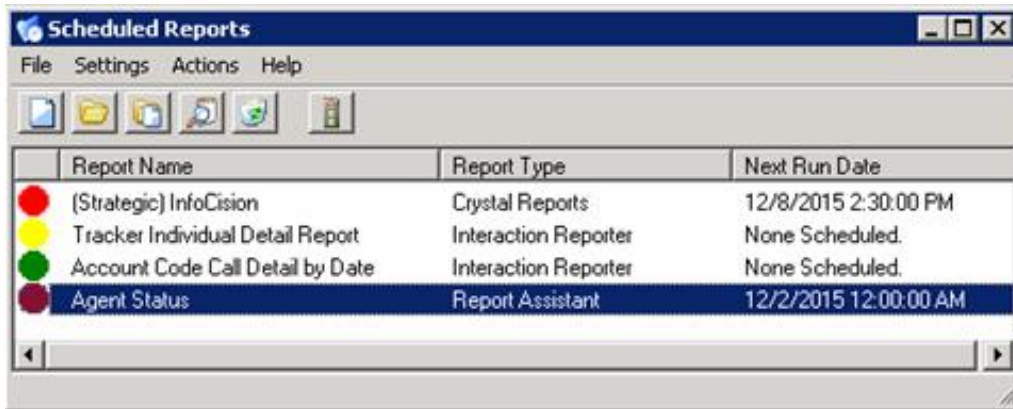 Scheduled Reports
File Settings Actions Help
Report Name Report Type Next Run Date
(Strategic) InfoCision Crystal Reports 12/8/2015 2:30:00 PM
Tracker Individual Detail Report Interaction Reporter None Scheduled.
Account Code Call Detail by Date Interaction Reporter None Scheduled.
Agent Status Report Assistant 12/2/2015 12:00:00 AM